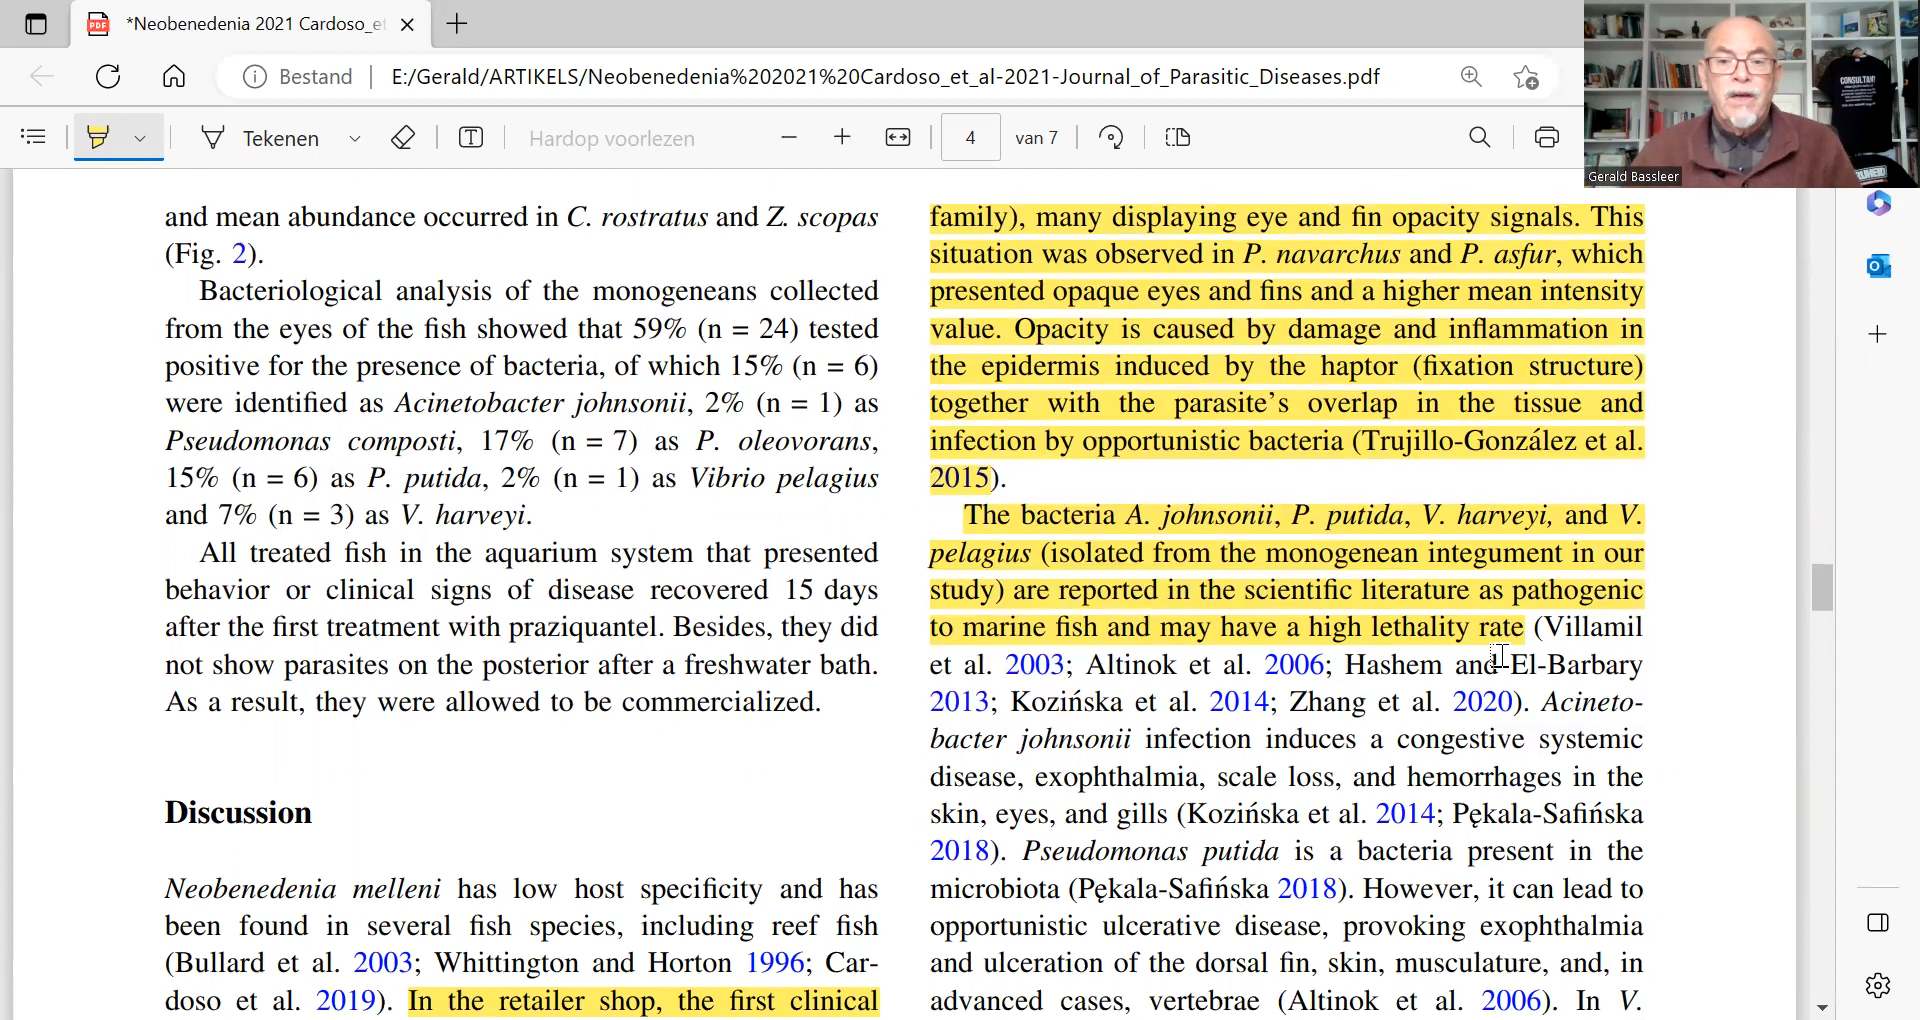 *Neobenedenia 2021 Cardoso_et
Bestand
E:/Gerald/ARTIKELS/Neobenedenia%202021%20Cardoso_et_al-2021-Journal_of_Parasitic_Diseases.pdf
Tekenen
Hardop voorlezen
4
van 7
CONSULTANT
Gerald Bassleer
and mean abundance occurred in C. rostratus and Z. scopas
(Fig. 2).
Bacteriological analysis of the monogeneans collected
from the eyes of the fish showed that 59% (n = 24) tested
positive for the presence of bacteria, of which 15% (n = 6)
were identified as Acinetobacter johnsonii, 2% (n = 1) as
Pseudomonas composti, 17% (n = 7) as P. oleovorans,
15% (n = 6) as P. putida, 2% (n = 1) as Vibrio pelagius
and 7% (n = 3) as V. harveyi.
All treated fish in the aquarium system that presented
behavior or clinical signs of disease recovered 15 days
after the first treatment with praziquantel. Besides, they did
not show parasites on the posterior after a freshwater bath.
As a result, they were allowed to be commercialized.
Discussion
Neobenedenia melleni has low host specificity and has
been found in several fish species, including reef fish
(Bullard et al. 2003; Whittington and Horton 1996; Car-
doso et al. 2019). In the retailer shop, the first clinical
family), many displaying eye and fin opacity signals. This
situation was observed in P. navarchus and P. asfur, which
presented opaque eyes and fins and a higher mean intensity
value. Opacity is caused by damage and inflammation in
the epidermis induced by the haptor (fixation structure)
together with the parasite's overlap in the tissue and
infection by opportunistic bacteria (Trujillo-González et al.
2015).
The bacteria A. johnsonii, P. putida, V. harveyi, and V.
pelagius (isolated from the monogenean integument in our
study) are reported in the scientific literature as pathogenic
to marine fish and may have a high lethality rate (Villamil
et al. 2003; Altinok et al. 2006; Hashem and El-Barbary
2013; Kozińska et al. 2014; Zhang et al. 2020). Acineto-
bacter johnsonii infection induces a congestive systemic
disease, exophthalmia, scale loss, and hemorrhages in the
skin, eyes, and gills (Kozińska et al. 2014; Pękala-Safińska
2018). Pseudomonas putida is a bacteria present in the
microbiota (Pękala-Safińska 2018). However, it can lead to
opportunistic ulcerative disease, provoking exophthalmia
and ulceration of the dorsal fin, skin, musculature, and, in
advanced cases, vertebrae (Altinok et al. 2006). In V.